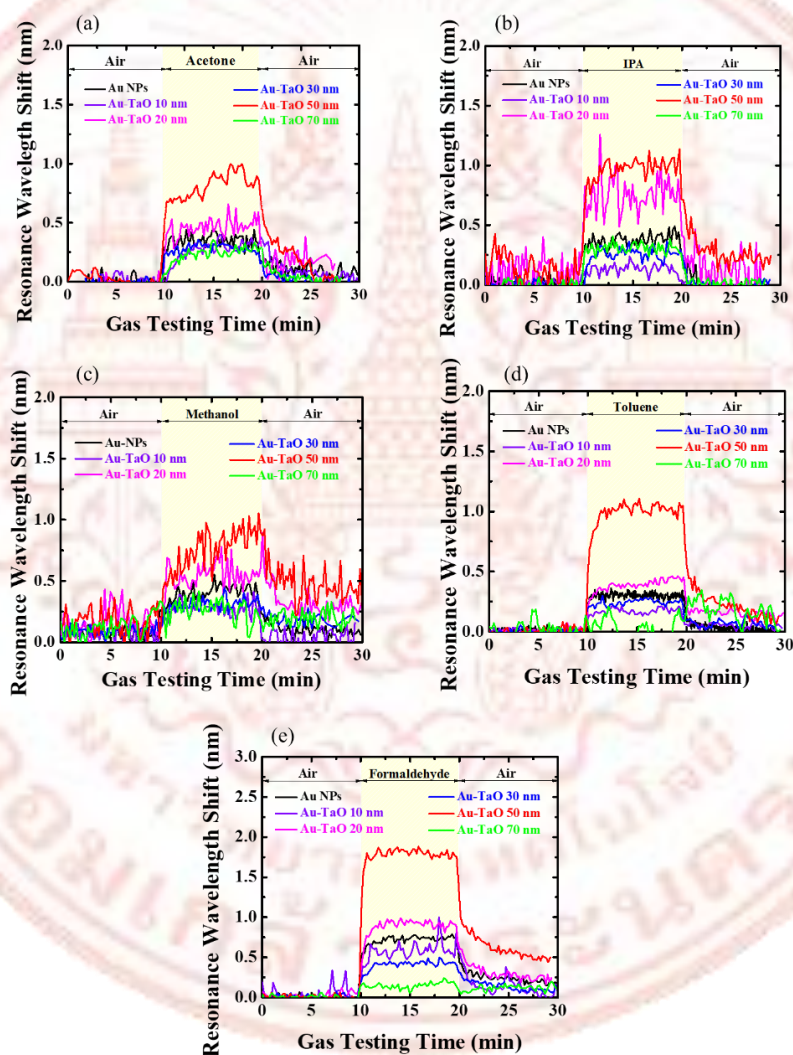 (a)
2.0
1.5
1.0
0.5
0.0
Resonance Wavelegth Shift (nm)
Air Acetone Air
Au NPs Au-TaO 30 nm
Au-TaO 10 nm Au-TaO 50 nm
Au-TaO 20 nm Au-TaO 70 nm
0 5 10 15 20 25 30
Gas Testing Time (min)
(b)
2.0
1.5
1.0
0.5
0.0
Resonance Wavelength Shift (nm)
Air IPA Air
Au NPs Au-TaO 30 nm
Au-TaO 10 nm Au-TaO 50 nm
Au-TaO 20 nm Au-TaO 70 nm
0 5 10 15 20 25 30
Gas Testing Time (min)
(c)
2.0
1.5
1.0
0.5
0.0
Resonance Wavelength Shift (nm)
Air Methanol Air
Au-NPs Au-TaO 30 nm
Au-TaO 10 nm Au-TaO 50 nm
Au-TaO 20 nm Au-TaO 70 nm
0 5 10 15 20 25 30
Gas Testing Time (min)
(d)
2.0
1.5
1.0
0.5
0.0
Resonance Wavelength Shift (nm)
Air Toluene Air
Au NPs Au-TaO 30 nm
Au-TaO 10 nm Au-TaO 50 nm
Au-TaO 20 nm Au-TaO 70 nm
0 5 10 15 20 25 30
Gas Testing Time (min)
(e)
3.0
2.5
2.0
1.5
1.0
0.5
0.0
Resonance Wavelength Shift (nm)
Air Formaldehyde Air
Au NPs Au-TaO 30 nm
Au-TaO 10 nm Au-TaO 50 nm
Au-TaO 20 nm Au-TaO 70 nm
0 5 10 15 20 25 30
Gas Testing Time (min)